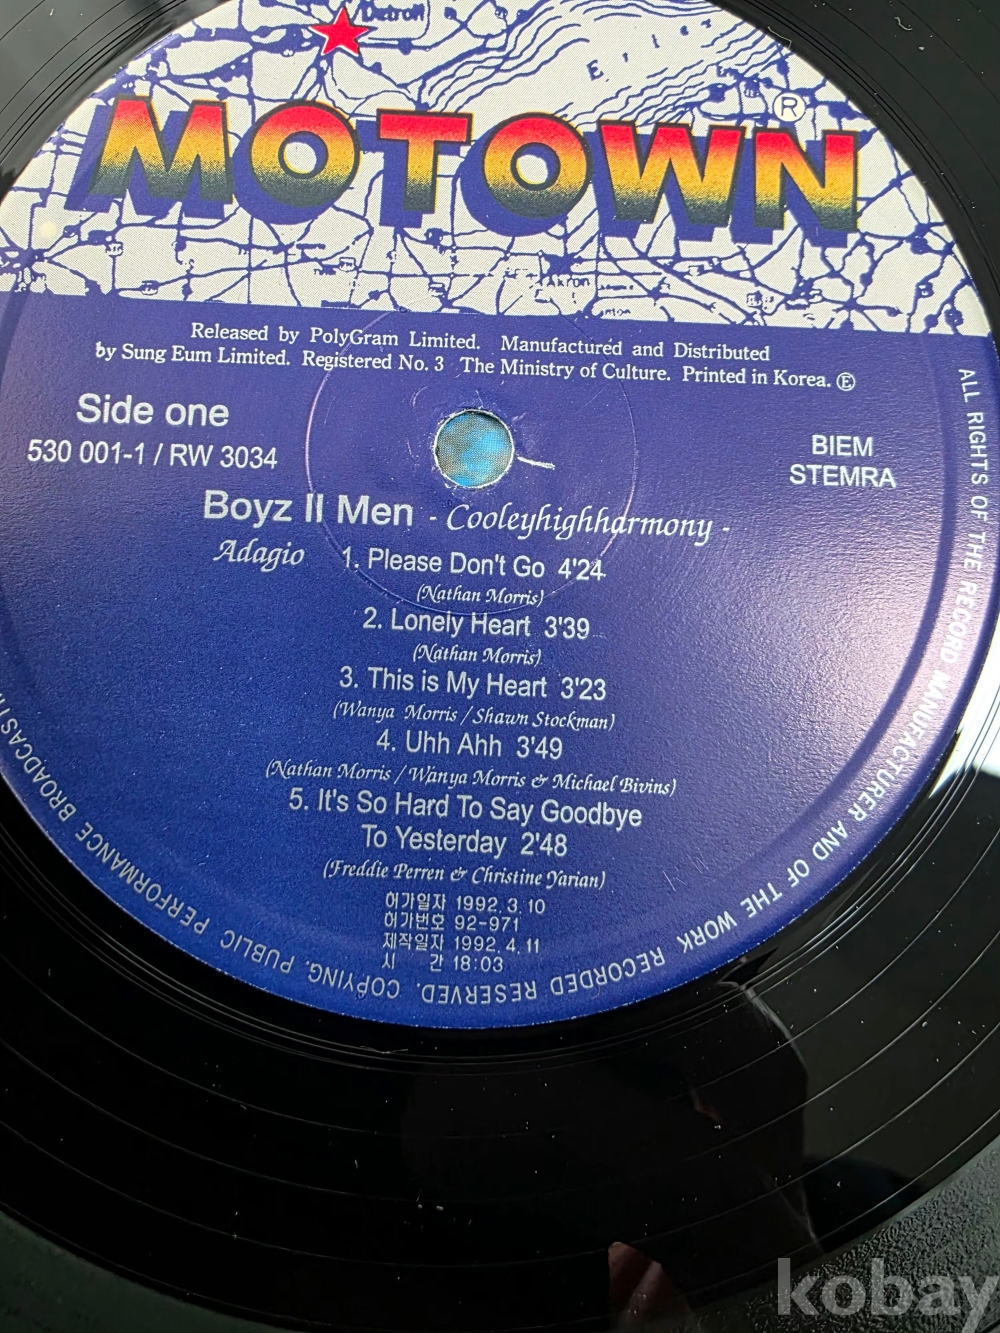 Detroit
Erie
MOTOWN ®
Akron
Released by PolyGram Limited. Manufactured and Distributed
by Sung Eum Limited. Registered No. 3 The Ministry of Culture. Printed in Korea. Ⓔ
Side one
530 001-1 / RW 3034
BIEM
STEMRA
Boyz II Men - Cooleyhighharmony -
Adagio 1. Please Don't Go 4'24
(Nathan Morris)
2. Lonely Heart 3'39
(Nathan Morris)
3. This is My Heart 3'23
(Wanya Morris / Shawn Stockman)
4. Uhh Ahh 3'49
(Nathan Morris / Wanya Morris & Michael Bivins)
5. It's So Hard To Say Goodbye
To Yesterday 2'48
(Freddie Perren & Christine Yarian)
허가일자 1992.3.10
허가번호 92-971
제작일자 1992.4.11
시 간 18:03
ALL RIGHTS OF THE RECORD MANUFACTURER AND OF THE WORK RECORDED RESERVED. COPYING. PUBLIC PERFORMANCE BROADCASTI
kobay